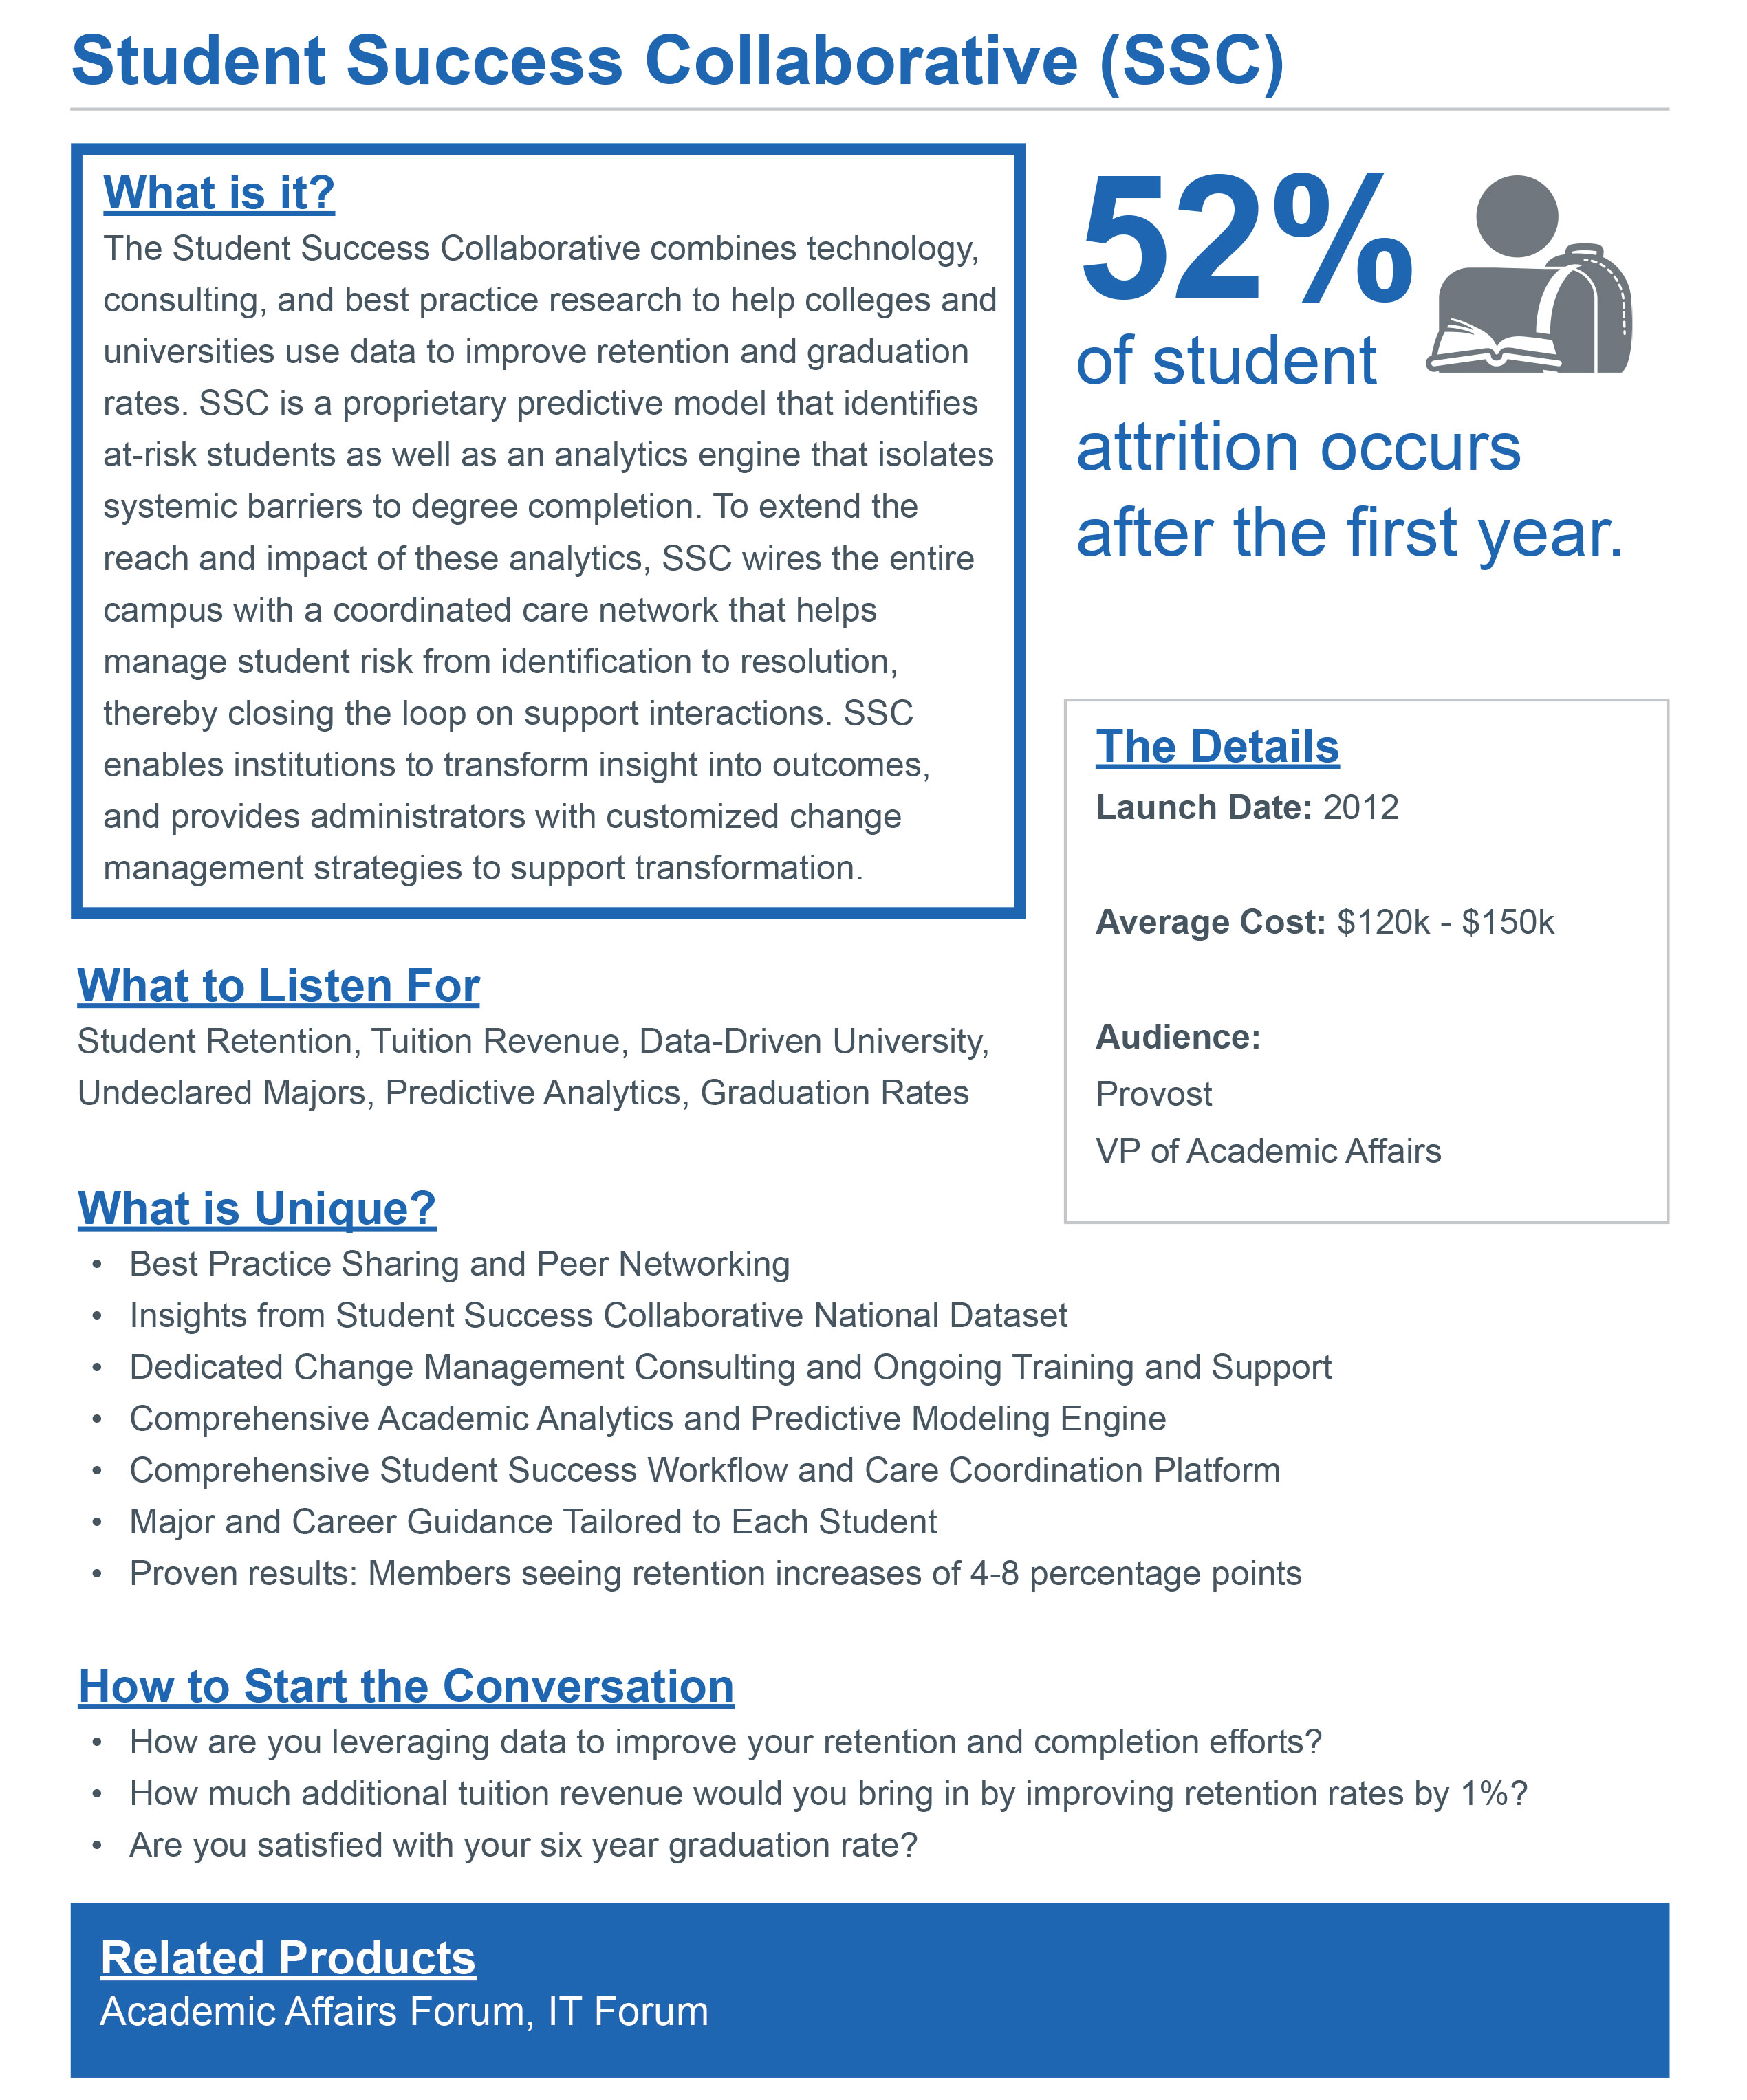 Student Success Collaborative (SSC)
What is it?
The Student Success Collaborative combines technology,
consulting, and best practice research to help colleges and
universities use data to improve retention and graduation
rates. SSC is a proprietary predictive model that identifies
at-risk students as well as an analytics engine that isolates
systemic barriers to degree completion. To extend the
reach and impact of these analytics, SSC wires the entire
campus with a coordinated care network that helps
manage student risk from identification to resolution,
thereby closing the loop on support interactions. SSC
enables institutions to transform insight into outcomes,
and provides administrators with customized change
management strategies to support transformation.
52%
of student
attrition occurs
after the first year.
The Details
Launch Date: 2012
Average Cost: $120k - $150k
Audience:
Provost
VP of Academic Affairs
What to Listen For
Student Retention, Tuition Revenue, Data-Driven University,
Undeclared Majors, Predictive Analytics, Graduation Rates
What is Unique?
• Best Practice Sharing and Peer Networking
• Insights from Student Success Collaborative National Dataset
• Dedicated Change Management Consulting and Ongoing Training and Support
• Comprehensive Academic Analytics and Predictive Modeling Engine
• Comprehensive Student Success Workflow and Care Coordination Platform
• Major and Career Guidance Tailored to Each Student
• Proven results: Members seeing retention increases of 4-8 percentage points
How to Start the Conversation
• How are you leveraging data to improve your retention and completion efforts?
• How much additional tuition revenue would you bring in by improving retention rates by 1%?
• Are you satisfied with your six year graduation rate?
Related Products
Academic Affairs Forum, IT Forum